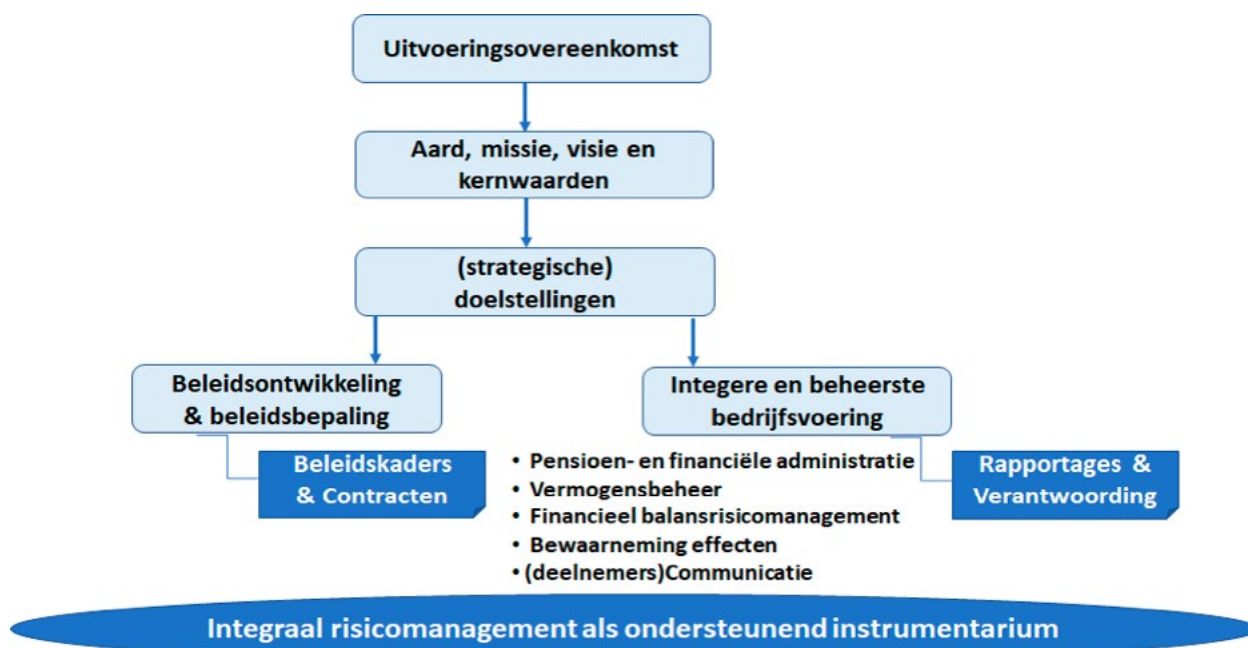 Uitvoeringsovereenkomst
Aard, missie, visie en
kernwaarden
(strategische)
doelstellingen
Beleidsontwikkeling
& beleidsbepaling
Integere en beheerste
bedrijfsvoering
Beleidskaders
& Contracten
• Pensioen- en financiële administratie
• Vermogensbeheer
• Financieel balansrisicomanagement
• Bewaarneming effecten
• (deelnemers)Communicatie
Rapportages &
Verantwoording
Integraal risicomanagement als ondersteunend instrumentarium